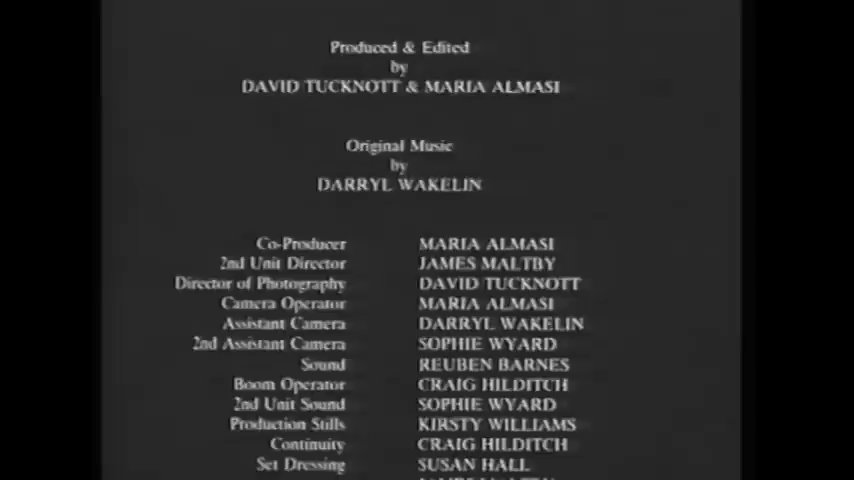 Produced & Edited
by
DAVID TUCKNOTT & MARIA ALMASI
Original Music
by
DARRYL WAKELIN
Co-Producer MARIA ALMASI
2nd Unit Director JAMES MALTBY
Director of Photography DAVID TUCKNOTT
Camera Operator MARIA ALMASI
Assistant Camera DARRYL WAKELIN
2nd Assistant Camera SOPHIE WYARD
Sound REUBEN BARNES
Boom Operator CRAIG HILDITCH
2nd Unit Sound SOPHIE WYARD
Production Stills KIRSTY WILLIAMS
Continuity CRAIG HILDITCH
Set Dressing SUSAN HALL